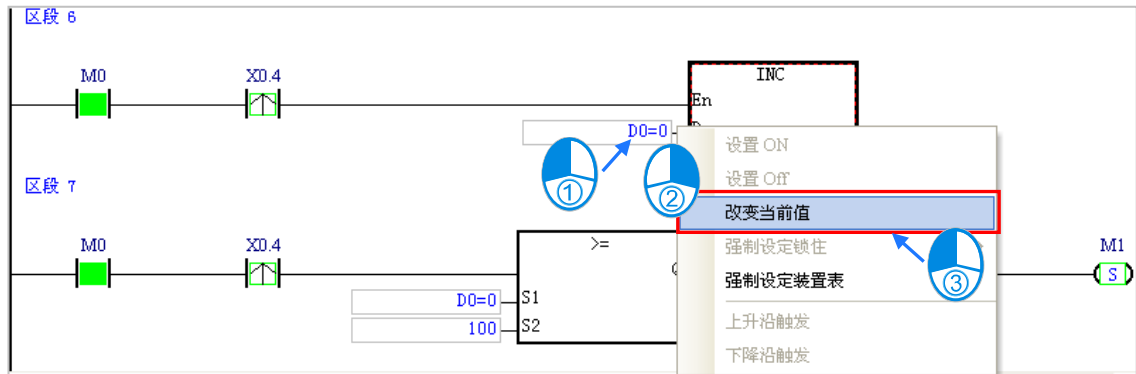 区段 6
M0
X0.4
INC
En
D0=0
设置 ON
设置 Off
改变当前值
强制设定锁住
强制设定装置表
上升沿触发
下降沿触发
①
②
③
区段 7
M0
X0.4
>=
M1
S
D0=0
S1
100
S2